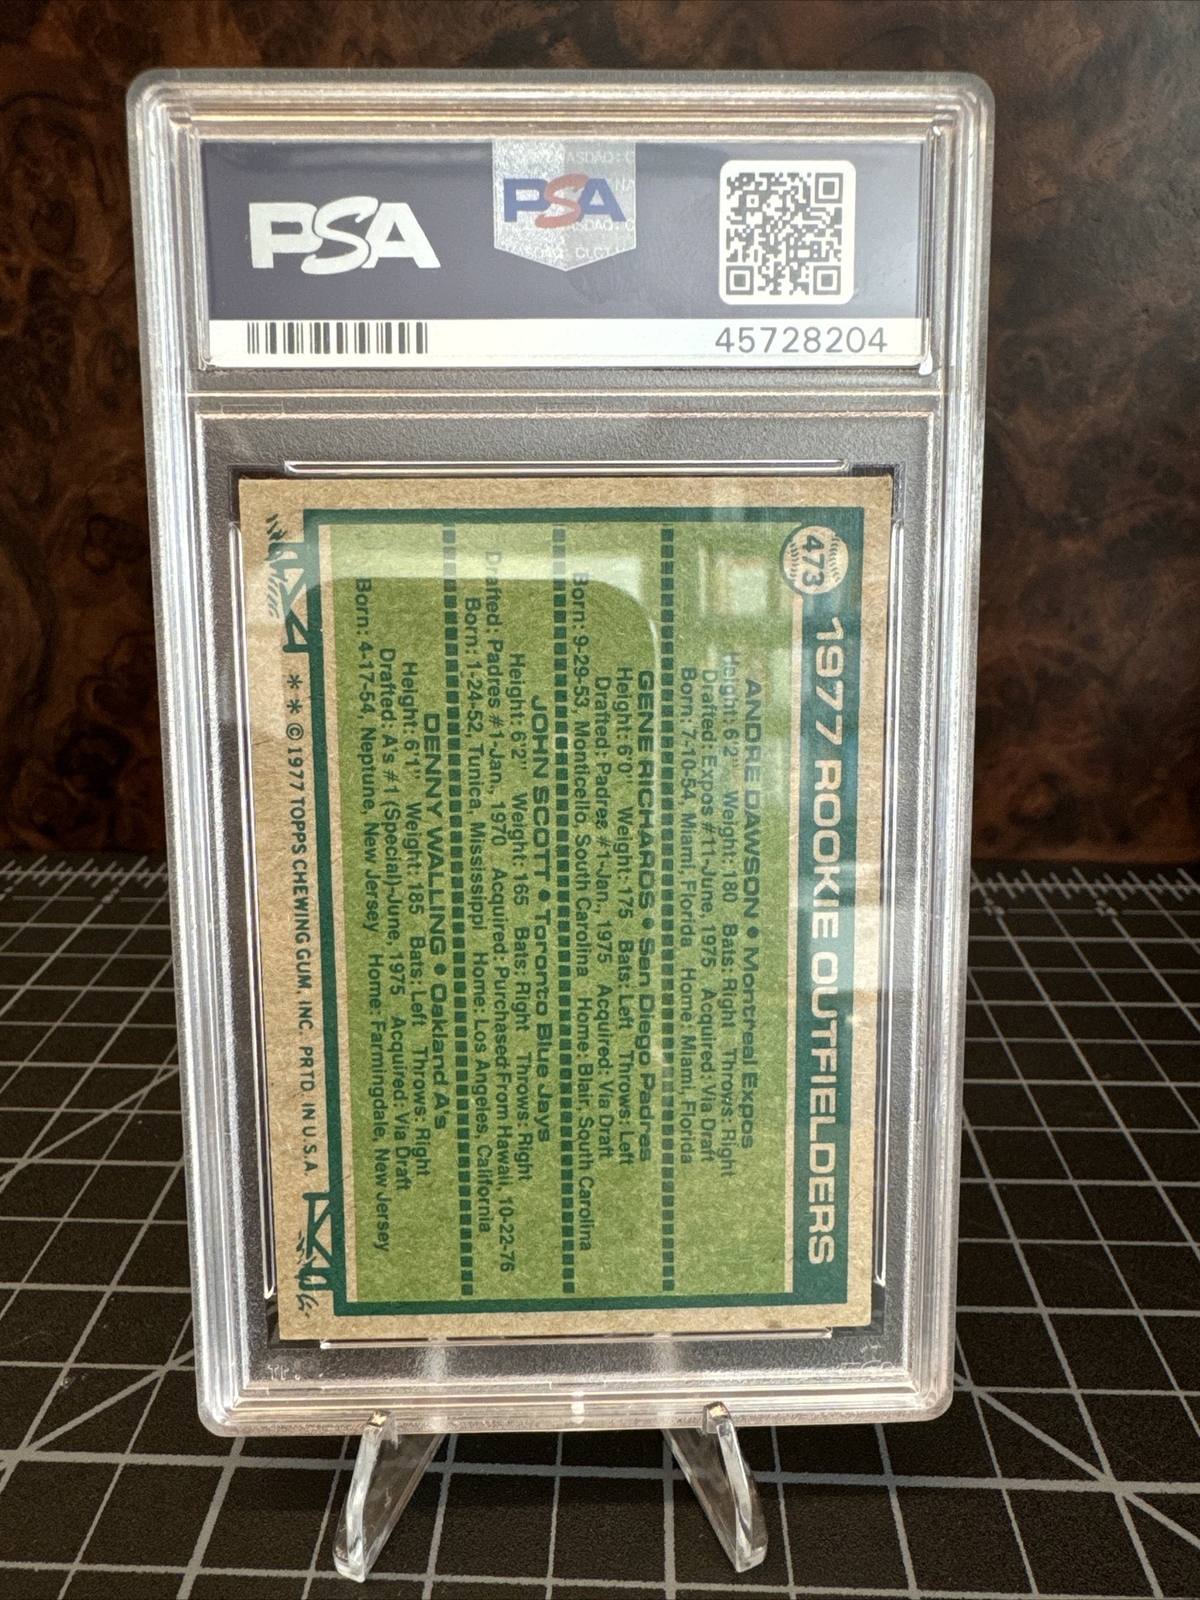 PSA
PSA
45728204
473
1977 ROOKIE OUTFIELDERS
ANDRE DAWSON • Montreal Expos
Height: 6'2" Weight: 180 Bats: Right Throws: Right
Drafted: Expos #11-June, 1975 Acquired: Via Draft
Born: 7-10-54, Miami, Florida Home: Miami, Florida
GENE RICHARDS • San Diego Padres
Height: 6'0" Weight: 175 Bats: Left Throws: Left
Drafted: Padres #1-Jan., 1975 Acquired: Via Draft
Born: 9-29-53, Monticello, South Carolina Home: Blair, South Carolina
JOHN SCOTT • Toronto Blue Jays
Height: 6'2" Weight: 165 Bats: Right Throws: Right
Drafted: Padres #1-Jan., 1970 Acquired: Purchased From Hawaii, 10-22-76
Born: 1-24-52, Tunica, Mississippi Home: Los Angeles, California
DENNY WALLING • Oakland A's
Height: 6'1" Weight: 185 Bats: Left Throws: Right
Drafted: A's #1 (Special)-June, 1975 Acquired: Via Draft
Born: 4-17-54, Neptune, New Jersey Home: Farmingdale, New Jersey
** © 1977 TOPPS CHEWING GUM, INC. PRTD. IN U.S.A.